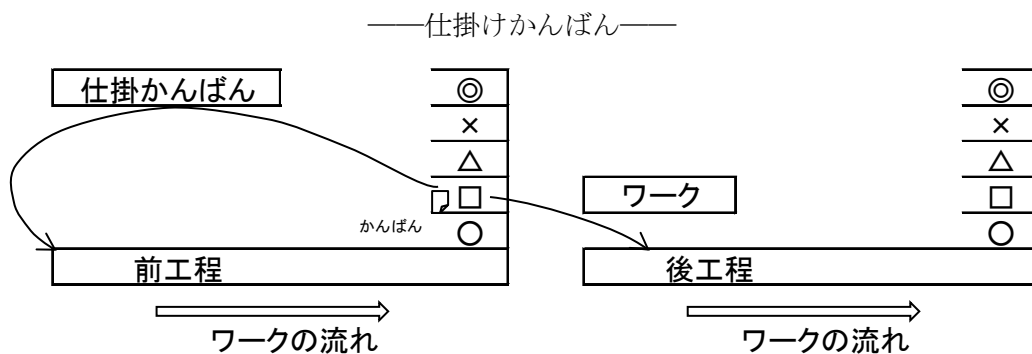 ――仕掛けかんばん――
仕掛かんばん
◎
×
△
□
○
かんばん
前工程
ワークの流れ
◎
×
△
□
○
ワーク
後工程
ワークの流れ